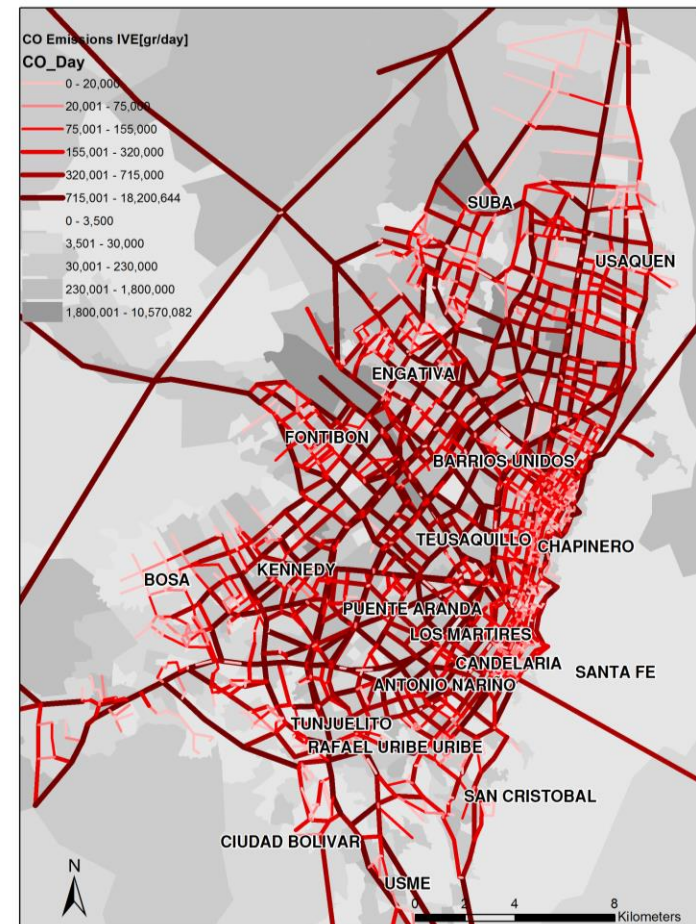 CO Emissions IVE[gr/day]
CO_Day
0 - 20,000
20,001 - 75,000
75,001 - 155,000
155,001 - 320,000
320,001 - 715,000
715,001 - 18,200,644
0 - 3,500
3,501 - 30,000
30,001 - 230,000
230,001 - 1,800,000
1,800,001 - 10,570,082
SUBA
USAQUEN
ENGATIVA
FONTIBON
BARRIOS UNIDOS
TEUSAQUILLO
CHAPINERO
KENNEDY
BOSA
PUENTE ARANDA
LOS MARTIRES
CANDELARIA
SANTA FE
ANTONIO NARINO
TUNJUELITO
RAFAEL URIBE URIBE
SAN CRISTOBAL
CIUDAD BOLIVAR
USME
N
0 2 4 8
Kilometers